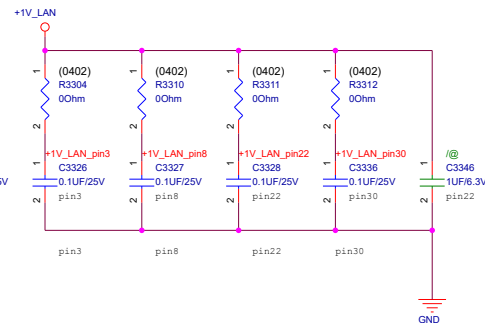 +1V_LAN
1 (0402) 1 (0402) 1 (0402) 1 (0402)
R3304 R3310 R3311 R3312
0Ohm 0Ohm 0Ohm 0Ohm
2 2 2 2
+1V_LAN_pin3 +1V_LAN_pin8 +1V_LAN_pin22 +1V_LAN_pin30 /@
1 C3326 1 C3327 1 C3328 1 C3336 1 C3346
0.1UF/25V 0.1UF/25V 0.1UF/25V 0.1UF/25V 1UF/6.3V
2 pin3 2 pin8 2 pin22 2 pin30 2 pin22
pin3 pin8 pin22 pin30
GND